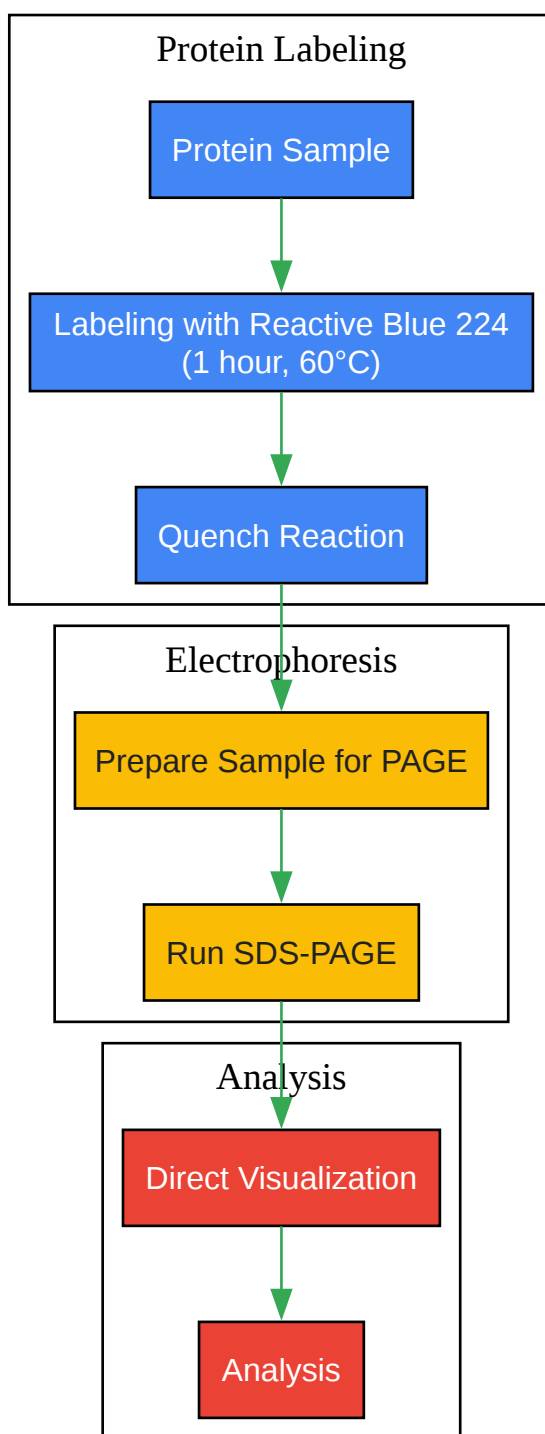 Protein Labeling
Protein Sample
Labeling with Reactive Blue 224
(1 hour, 60°C)
Quench Reaction
Electrophoresis
Prepare Sample for PAGE
Run SDS-PAGE
Analysis
Direct Visualization
Analysis